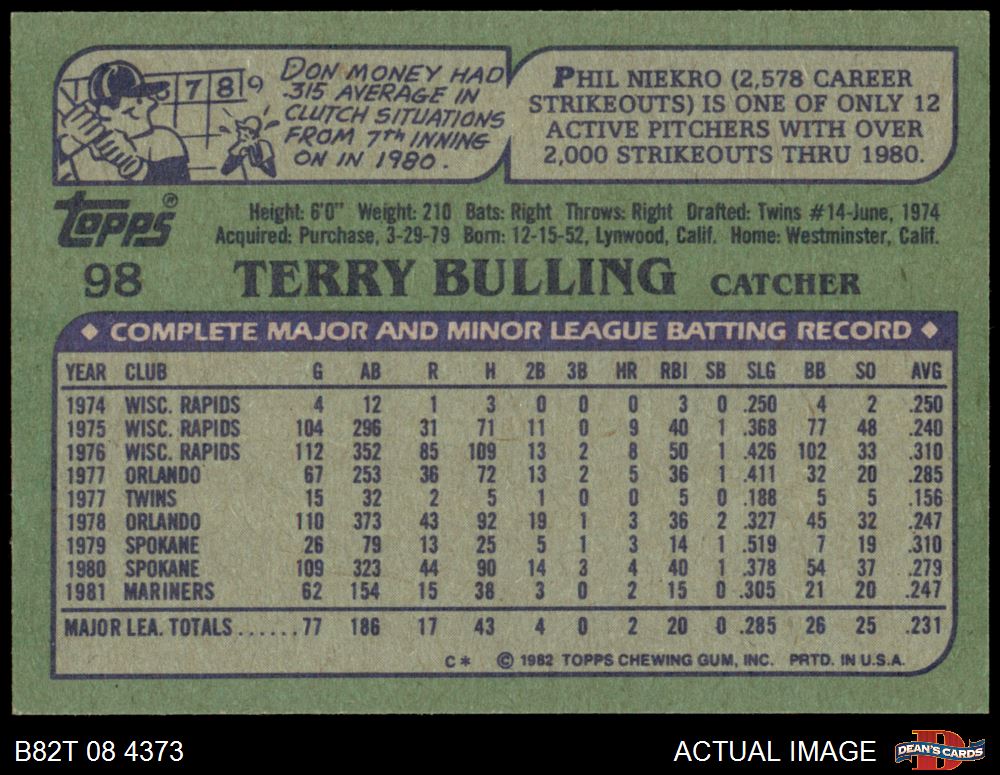 7 8 9
DON MONEY HAD
.315 AVERAGE IN
CLUTCH SITUATIONS
FROM 7th INNING
ON IN 1980.
PHIL NIEKRO (2,578 CAREER
STRIKEOUTS) IS ONE OF ONLY 12
ACTIVE PITCHERS WITH OVER
2,000 STRIKEOUTS THRU 1980.
topps®
Height: 6'0" Weight: 210 Bats: Right Throws: Right Drafted: Twins #14-June, 1974
Acquired: Purchase, 3-29-79 Born: 12-15-52, Lynwood, Calif. Home: Westminster, Calif.
98 TERRY BULLING CATCHER
◆ COMPLETE MAJOR AND MINOR LEAGUE BATTING RECORD ◆
YEAR CLUB G AB R H 2B 3B HR RBI SB SLG BB SO AVG
1974 WISC. RAPIDS 4 12 1 3 0 0 0 3 0 .250 4 2 .250
1975 WISC. RAPIDS 104 296 31 71 11 0 9 40 1 .368 77 48 .240
1976 WISC. RAPIDS 112 352 85 109 13 2 8 50 1 .426 102 33 .310
1977 ORLANDO 67 253 36 72 13 2 5 36 1 .411 32 20 .285
1977 TWINS 15 32 2 5 1 0 0 5 0 .188 5 5 .156
1978 ORLANDO 110 373 43 92 19 1 3 36 2 .327 45 32 .247
1979 SPOKANE 26 79 13 25 5 1 3 14 1 .519 7 19 .310
1980 SPOKANE 109 323 44 90 14 3 4 40 1 .378 54 37 .279
1981 MARINERS 62 154 15 38 3 0 2 15 0 .305 21 20 .247
MAJOR LEA. TOTALS......77 186 17 43 4 0 2 20 0 .285 26 25 .231
C* © 1982 TOPPS CHEWING GUM, INC. PRTD. IN U.S.A.
B82T 08 4373
ACTUAL IMAGE
DEAN'S CARDS